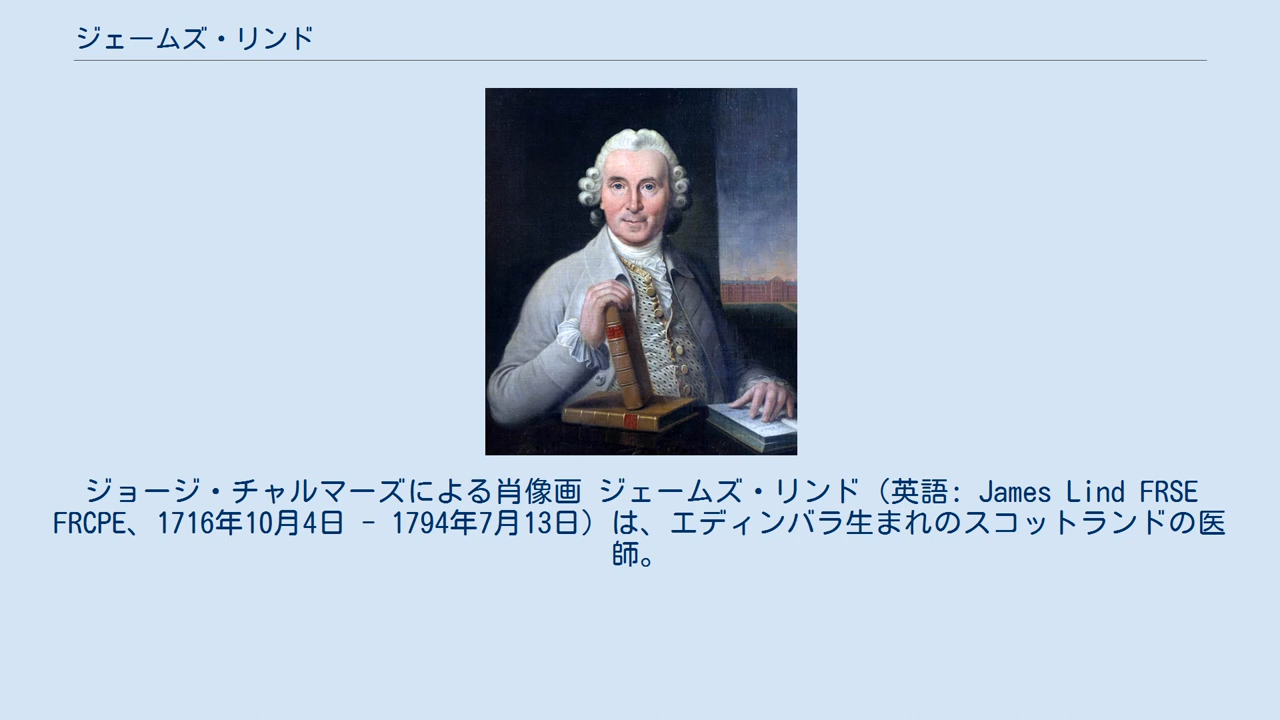 ジェームズ・リンド
ジョージ・チャルマーズによる肖像画 ジェームズ・リンド（英語: James Lind FRSE
FRCPE、1716年10月4日 - 1794年7月13日）は、エディンバラ生まれのスコットランドの医
師。